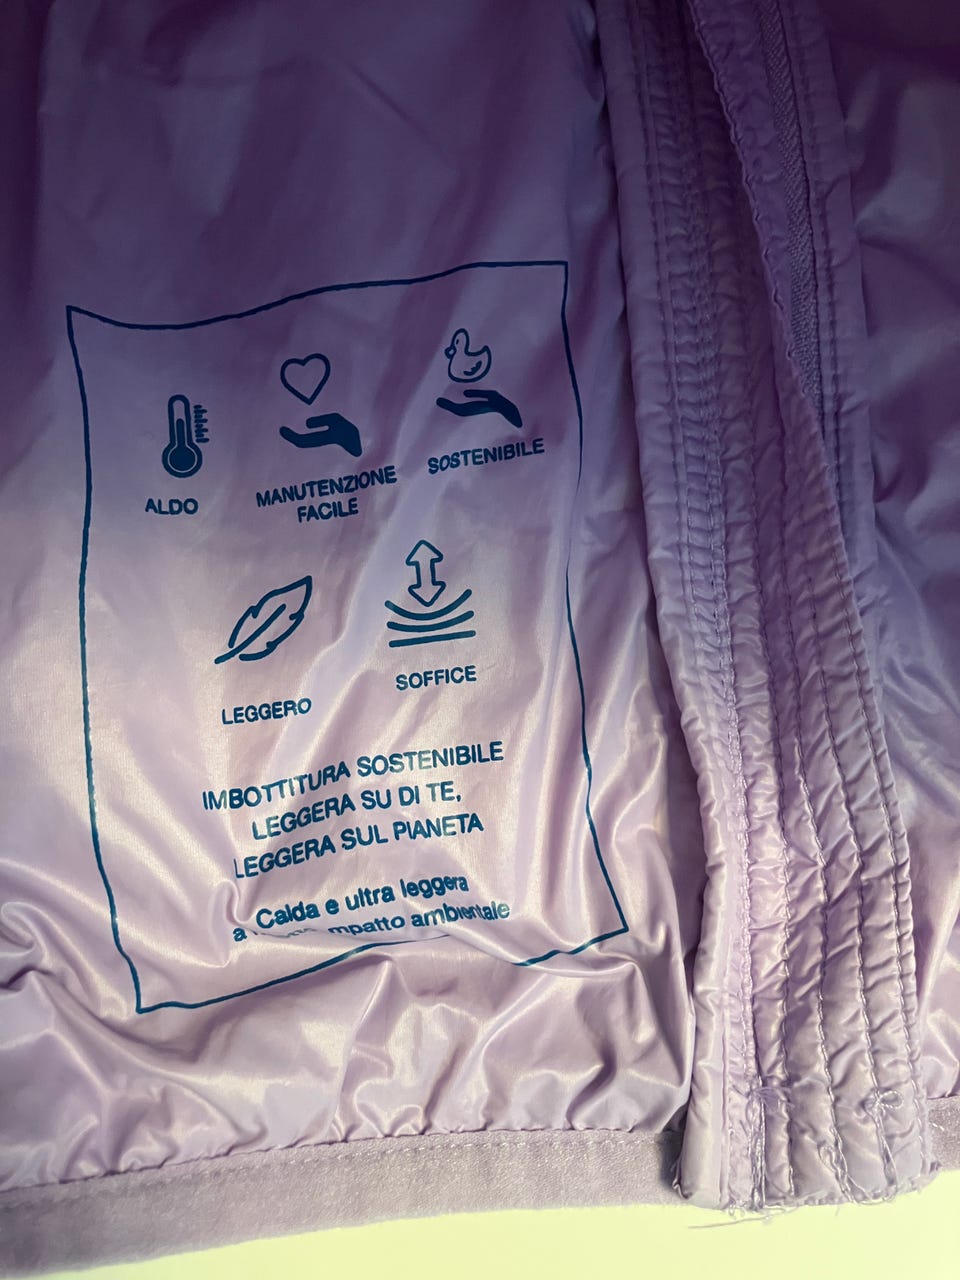 ALDO
MANUTENZIONE
FACILE
SOSTENIBILE
LEGGERO
SOFFICE
IMBOTTITURA SOSTENIBILE
LEGGERA SU DI TE,
LEGGERA SUL PIANETA
Calda e ultra leggera
a mpatto ambientale